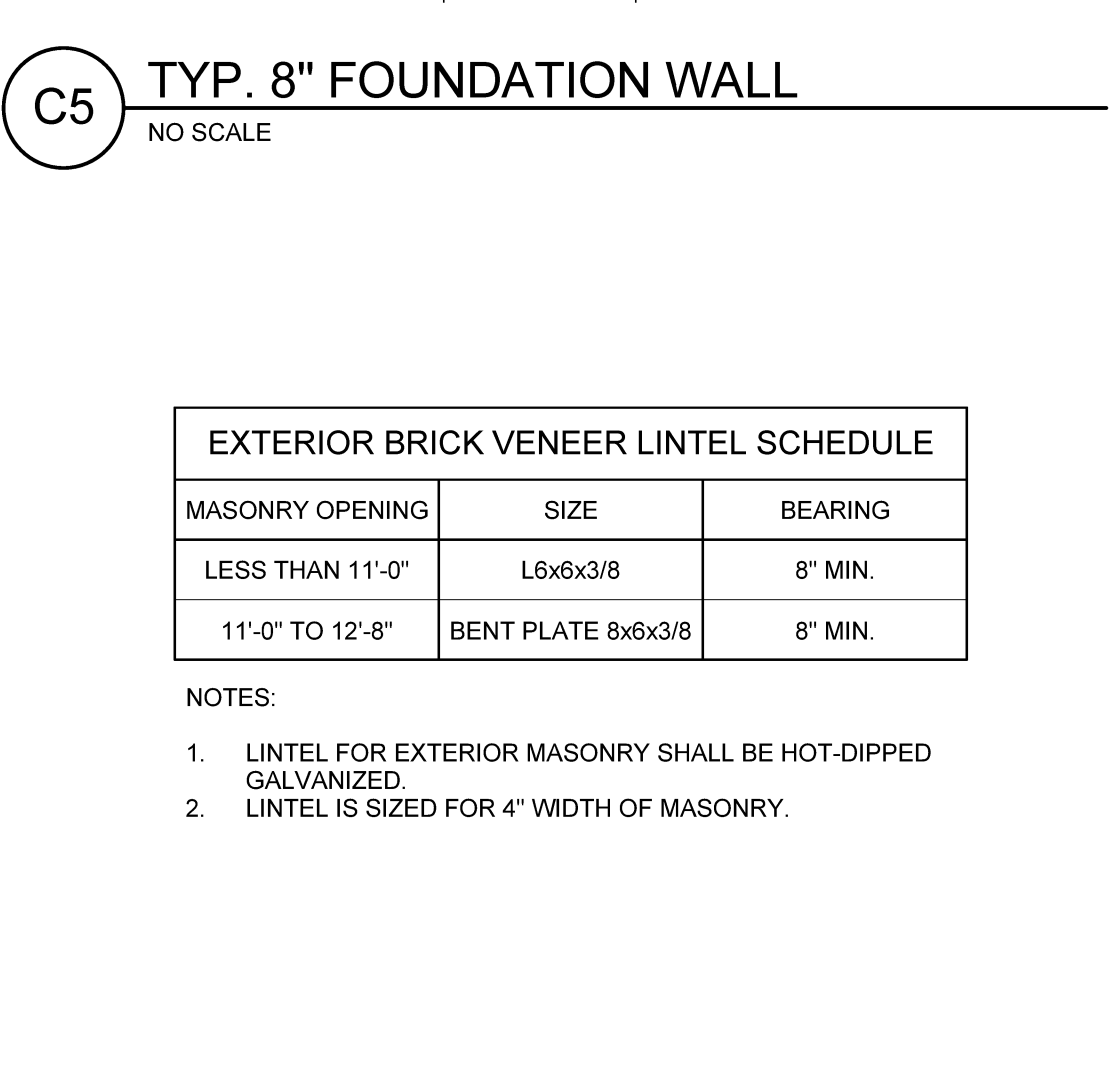 C5
TYP. 8" FOUNDATION WALL
NO SCALE
EXTERIOR BRICK VENEER LINTEL SCHEDULE
MASONRY OPENING SIZE BEARING
LESS THAN 11'-0" L6x6x3/8 8" MIN.
11'-0" TO 12'-8" BENT PLATE 8x6x3/8 8" MIN.
NOTES:
1. LINTEL FOR EXTERIOR MASONRY SHALL BE HOT-DIPPED
GALVANIZED.
2. LINTEL IS SIZED FOR 4" WIDTH OF MASONRY.